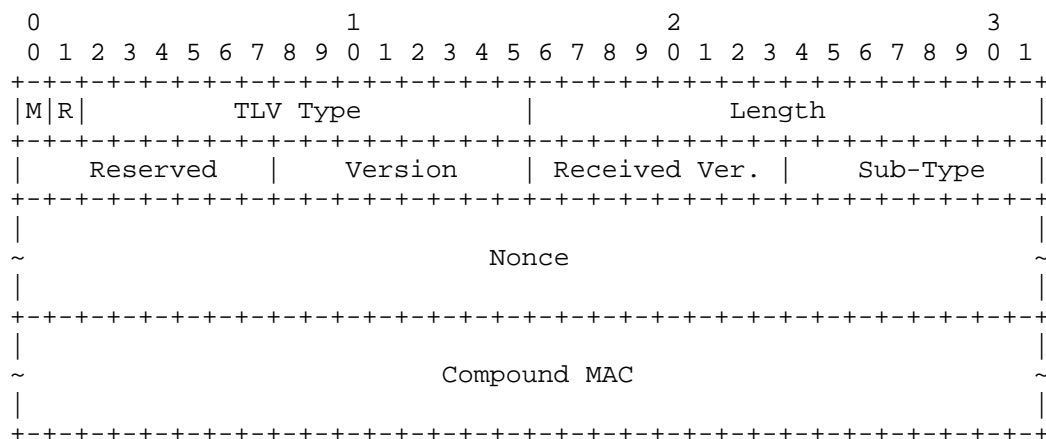 0                   1                   2                   3
 0 1 2 3 4 5 6 7 8 9 0 1 2 3 4 5 6 7 8 9 0 1 2 3 4 5 6 7 8 9 0 1
+-+-+-+-+-+-+-+-+-+-+-+-+-+-+-+-+-+-+-+-+-+-+-+-+-+-+-+-+-+-+-+-+
|M|R|         TLV Type          |            Length             |
+-+-+-+-+-+-+-+-+-+-+-+-+-+-+-+-+-+-+-+-+-+-+-+-+-+-+-+-+-+-+-+-+
|    Reserved   |    Version    | Received Ver. |    Sub-Type   |
+-+-+-+-+-+-+-+-+-+-+-+-+-+-+-+-+-+-+-+-+-+-+-+-+-+-+-+-+-+-+-+-+
|                                                               |
~                             Nonce                             ~
|                                                               |
+-+-+-+-+-+-+-+-+-+-+-+-+-+-+-+-+-+-+-+-+-+-+-+-+-+-+-+-+-+-+-+-+
|                                                               |
~                          Compound MAC                         ~
|                                                               |
+-+-+-+-+-+-+-+-+-+-+-+-+-+-+-+-+-+-+-+-+-+-+-+-+-+-+-+-+-+-+-+-+